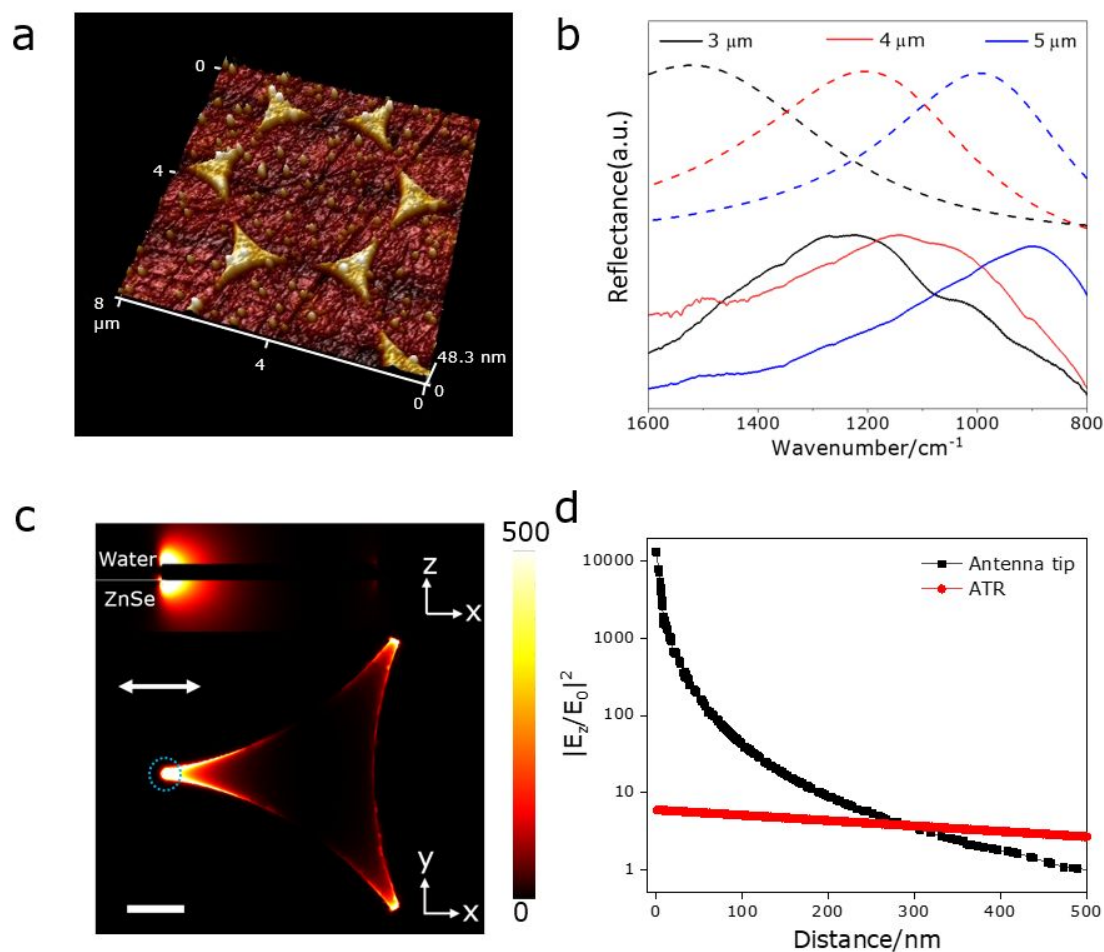 a
0
4
8
μm
4
48.3 nm
0
0
b
3 μm
4 μm
5 μm
Reflectance(a.u.)
1600
1400
1200
1000
800
Wavenumber/cm⁻¹
c
Water
ZnSe
z
x
y
x
500
0
d
Antenna tip
ATR
|E_z/E_0|²
10000
1000
100
10
1
0
100
200
300
400
500
Distance/nm